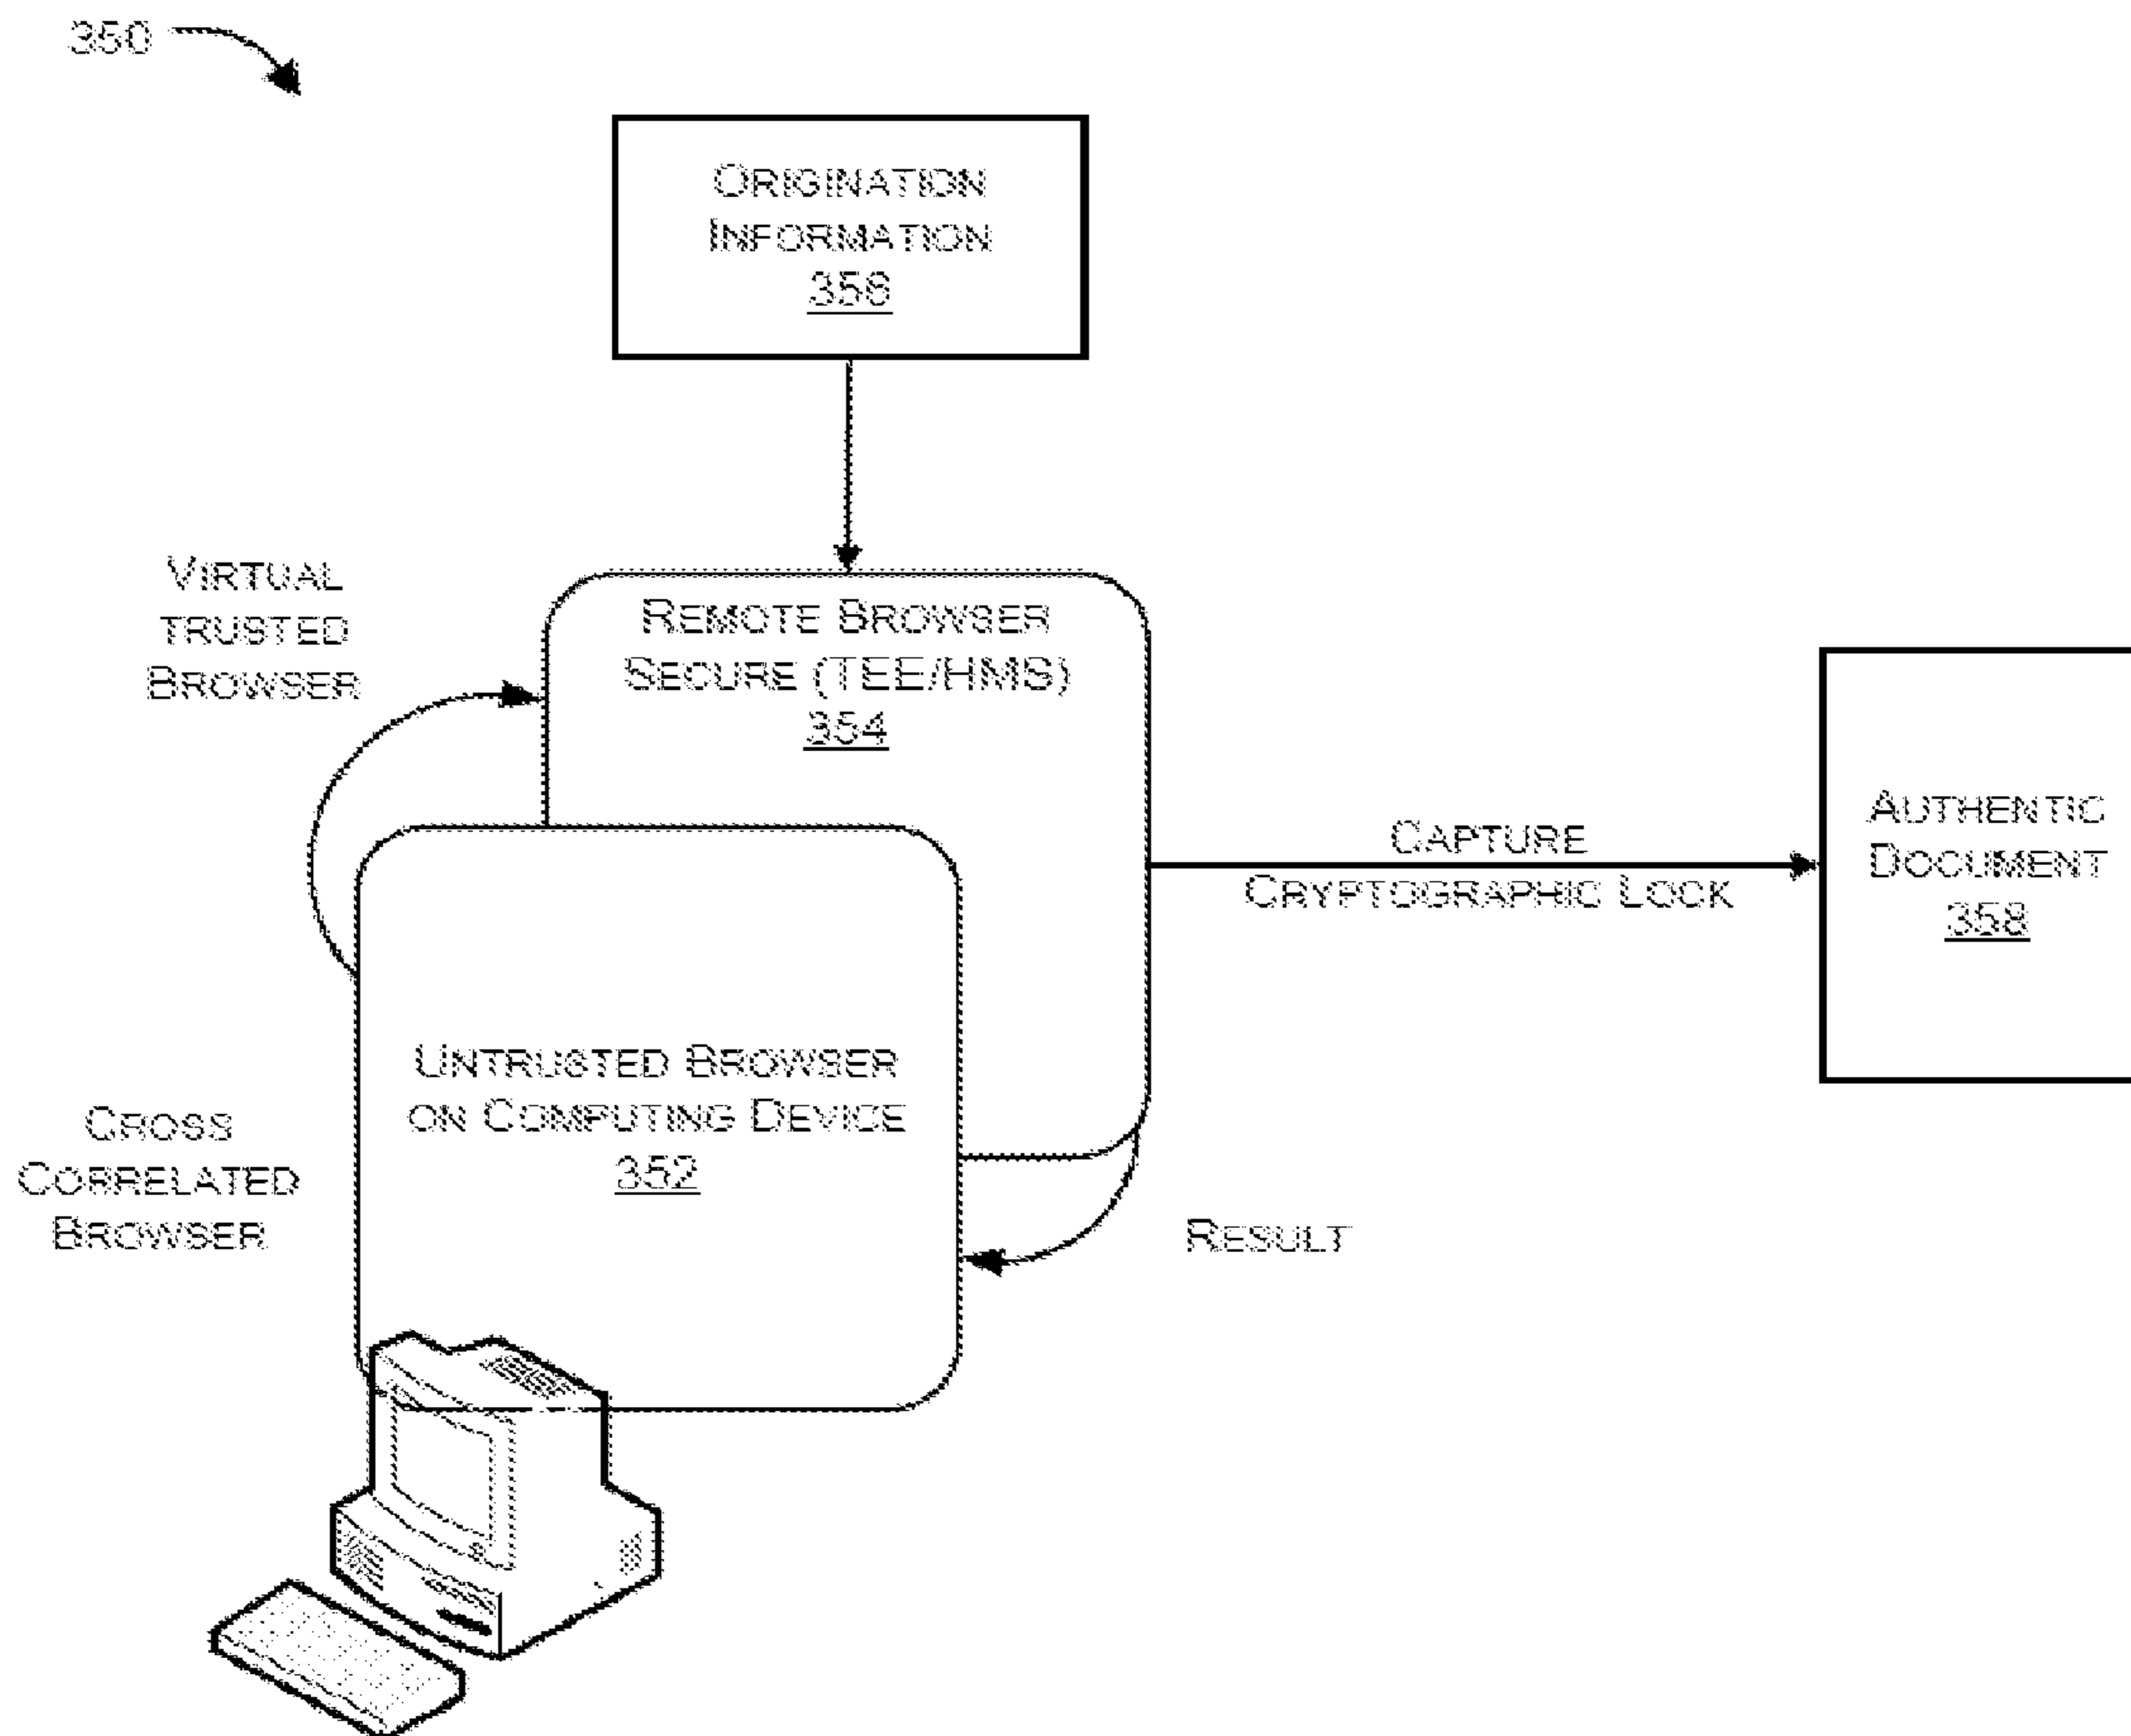 350
ORIGINATION
INFORMATION
356
VIRTUAL
TRUSTED
BROWSER
REMOTE BROWSER
SECURE (TEE/HMS)
354
CAPTURE
CRYPTOGRAPHIC LOCK
AUTHENTIC
DOCUMENT
358
UNTRUSTED BROWSER
ON COMPUTING DEVICE
352
CROSS
CORRELATED
BROWSER
RESULT